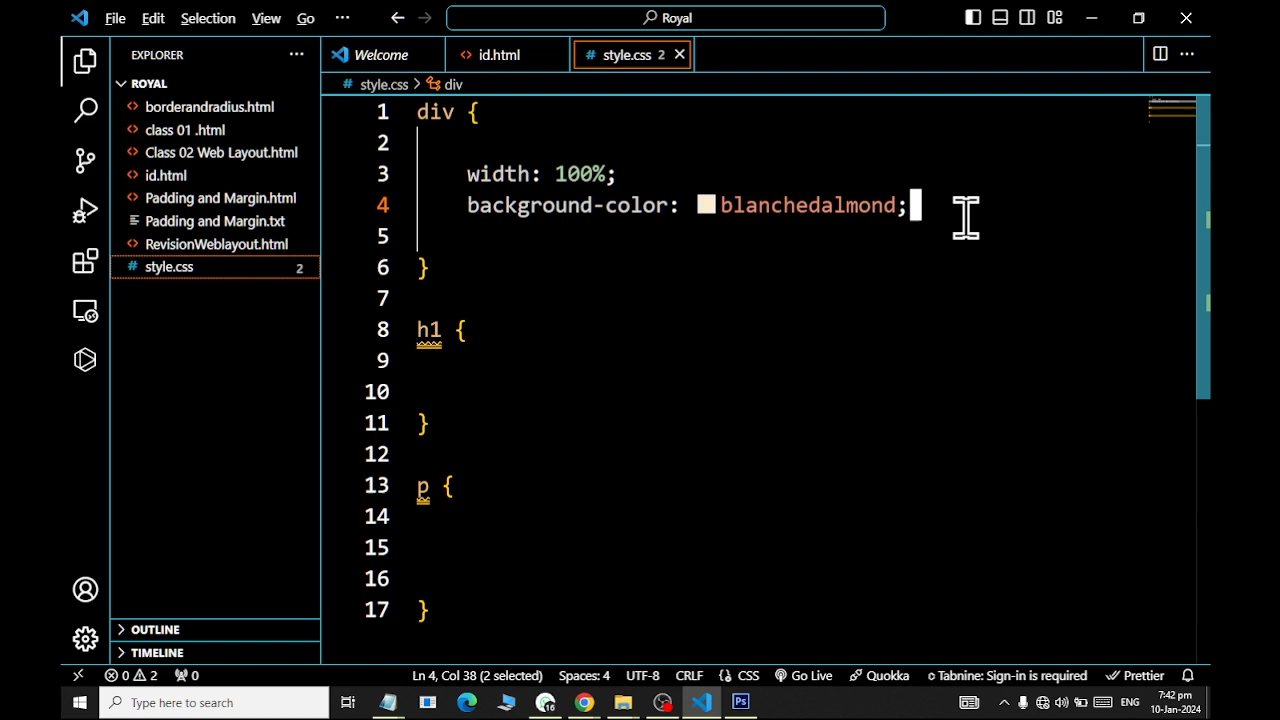 File Edit Selection View Go ··· Royal
EXPLORER ···
Welcome id.html # style.css 2
ROYAL
# style.css > div
borderandradius.html
class 01 .html
Class 02 Web Layout.html
id.html
Padding and Margin.html
Padding and Margin.txt
RevisionWeblayout.html
# style.css 2
OUTLINE
TIMELINE
1 div {
2
3 width: 100%;
4 background-color: blanchedalmond;
5
6 }
7
8 h1 {
9
10
11 }
12
13 p {
14
15
16
17 }
0 2 0 Ln 4, Col 38 (2 selected) Spaces: 4 UTF-8 CRLF {} CSS Go Live Quokka Tabnine: Sign-in is required Prettier
Type here to search 16 ENG 7:42 pm
10-Jan-2024